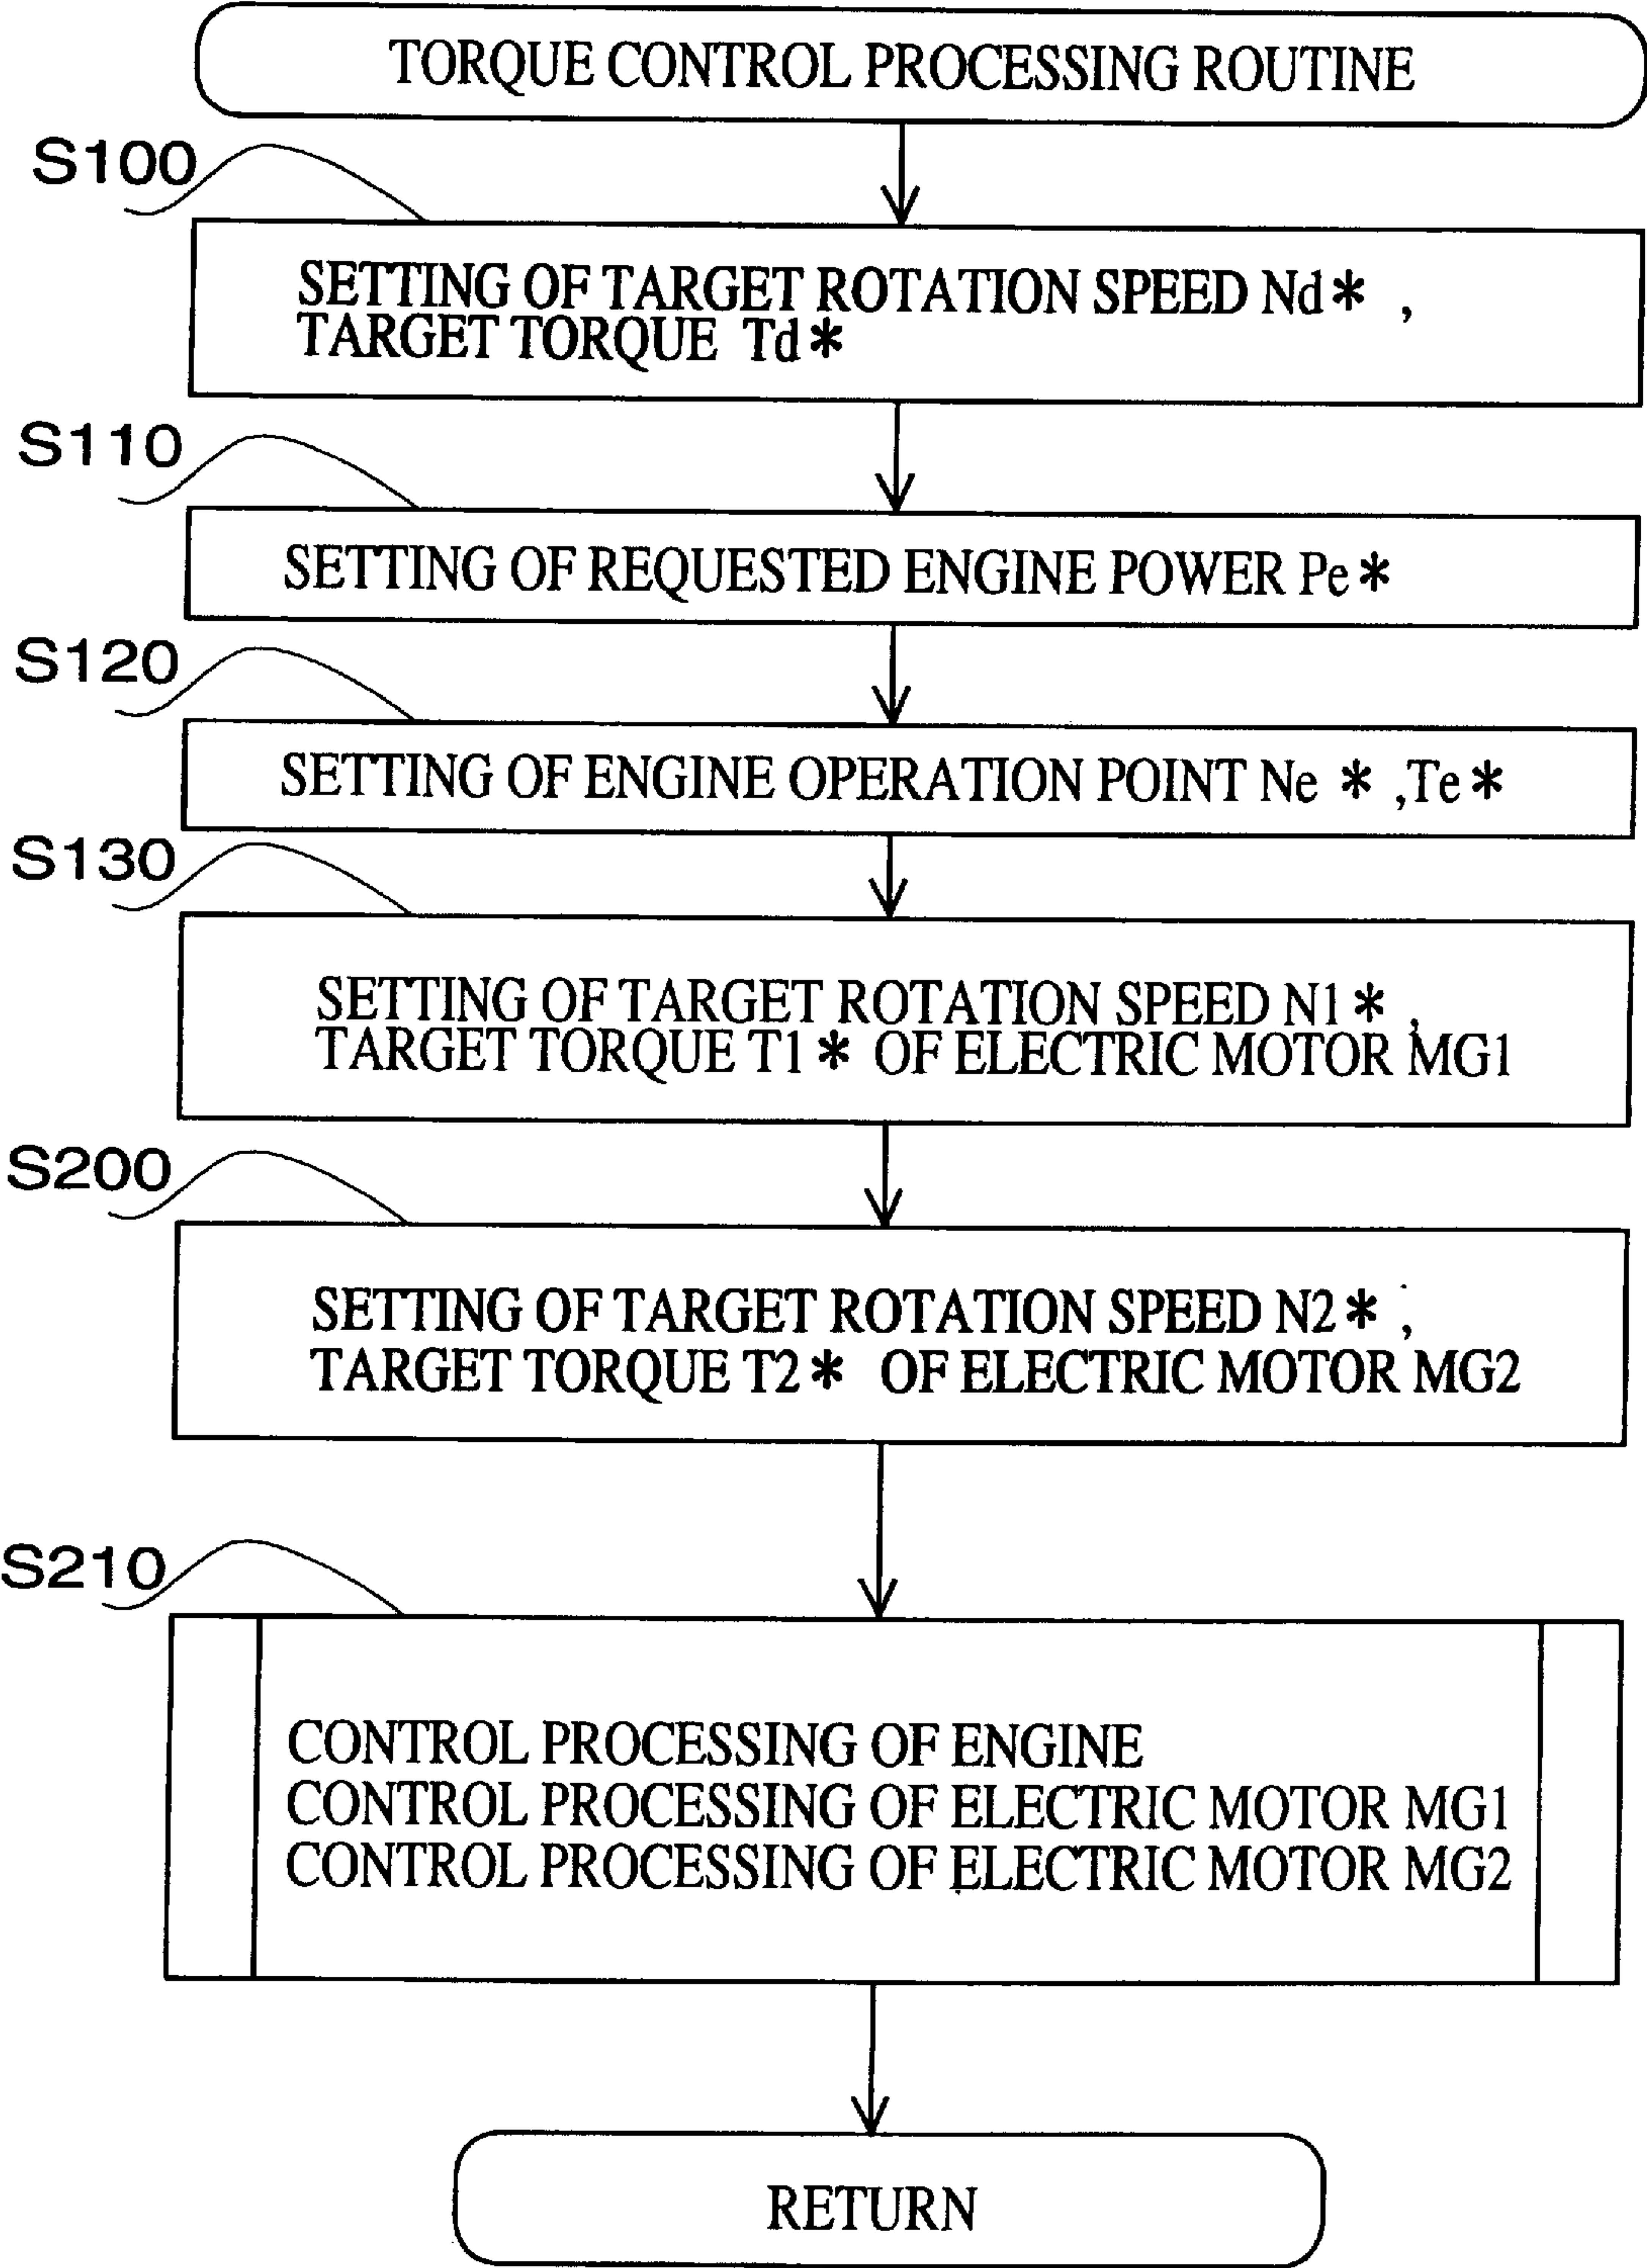 TORQUE CONTROL PROCESSING ROUTINE
S100
SETTING OF TARGET ROTATION SPEED Nd* ,
TARGET TORQUE Td*
S110
SETTING OF REQUESTED ENGINE POWER Pe*
S120
SETTING OF ENGINE OPERATION POINT Ne * ,Te*
S130
SETTING OF TARGET ROTATION SPEED N1* ,
TARGET TORQUE T1* OF ELECTRIC MOTOR MG1
S200
SETTING OF TARGET ROTATION SPEED N2* ,
TARGET TORQUE T2* OF ELECTRIC MOTOR MG2
S210
CONTROL PROCESSING OF ENGINE
CONTROL PROCESSING OF ELECTRIC MOTOR MG1
CONTROL PROCESSING OF ELECTRIC MOTOR MG2
RETURN